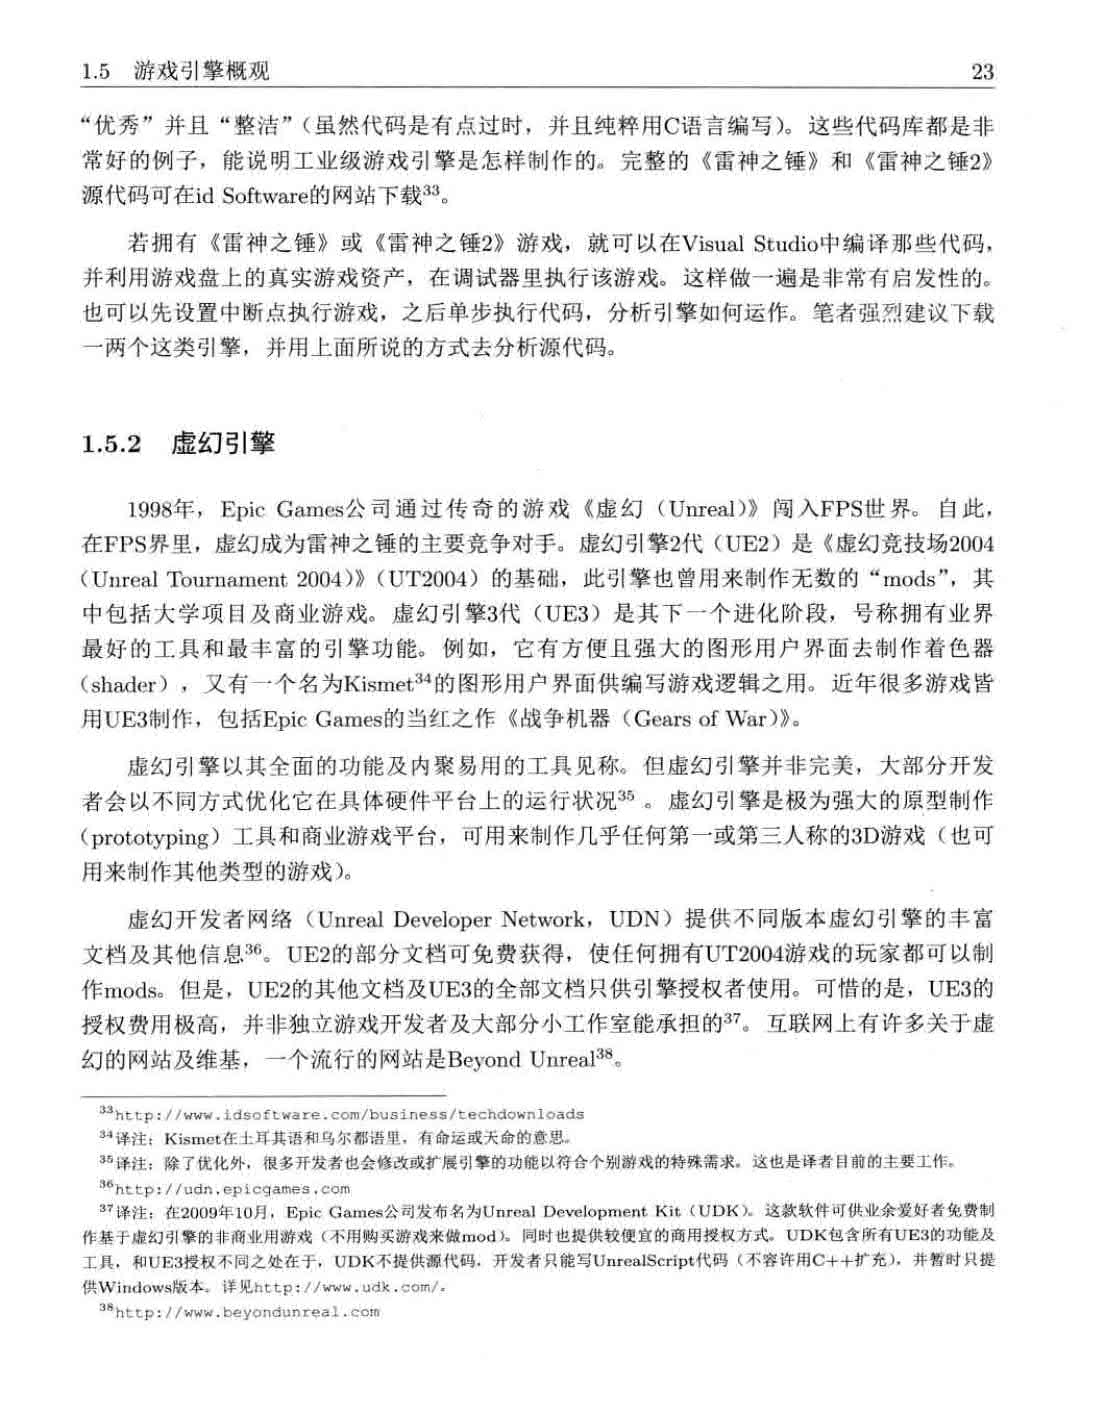 1.5 游戏引擎概观 23
“优秀”并且“整洁”（虽然代码是有点过时，并且纯粹用C语言编写）。这些代码库都是非
常好的例子，能说明工业级游戏引擎是怎样制作的。完整的《雷神之锤》和《雷神之锤2》
源代码可在id Software的网站下载33。
若拥有《雷神之锤》或《雷神之锤2》游戏，就可以在Visual Studio中编译那些代码，
并利用游戏盘上的真实游戏资产，在调试器里执行该游戏。这样做一遍是非常有启发性的。
也可以先设置中断点执行游戏，之后单步执行代码，分析引擎如何运作。笔者强烈建议下载
一两个这类引擎，并用上面所说的方式去分析源代码。
1.5.2 虚幻引擎
1998年，Epic Games公司通过传奇的游戏《虚幻（Unreal）》闯入FPS世界。自此，
在FPS界里，虚幻成为雷神之锤的主要竞争对手。虚幻引擎2代（UE2）是《虚幻竞技场2004
（Unreal Tournament 2004）》（UT2004）的基础，此引擎也曾用来制作无数的“mods”，其
中包括大学项目及商业游戏。虚幻引擎3代（UE3）是其下一个进化阶段，号称拥有业界
最好的工具和最丰富的引擎功能。例如，它有方便且强大的图形用户界面去制作着色器
（shader），又有一个名为Kismet34的图形用户界面供编写游戏逻辑之用。近年很多游戏皆
用UE3制作，包括Epic Games的当红之作《战争机器（Gears of War）》。
虚幻引擎以其全面的功能及内聚易用的工具见称。但虚幻引擎并非完美，大部分开发
者会以不同方式优化它在具体硬件平台上的运行状况35。虚幻引擎是极为强大的原型制作
（prototyping）工具和商业游戏平台，可用来制作几乎任何第一或第三人称的3D游戏（也可
用来制作其他类型的游戏）。
虚幻开发者网络（Unreal Developer Network，UDN）提供不同版本虚幻引擎的丰富
文档及其他信息36。UE2的部分文档可免费获得，使任何拥有UT2004游戏的玩家都可以制
作mods。但是，UE2的其他文档及UE3的全部文档只供引擎授权者使用。可惜的是，UE3的
授权费用极高，并非独立游戏开发者及大部分小工作室能承担的37。互联网上有许多关于虚
幻的网站及维基，一个流行的网站是Beyond Unreal38。
33http://www.idsoftware.com/business/techdownloads
34译注：Kismet在土耳其语和乌尔都语里，有命运或天命的意思。
35译注：除了优化外，很多开发者也会修改或扩展引擎的功能以符合个别游戏的特殊需求。这也是译者目前的主要工作。
36http://udn.epicgames.com
37译注：在2009年10月，Epic Games公司发布名为Unreal Development Kit（UDK）。这款软件可供业余爱好者免费制
作基于虚幻引擎的非商业用游戏（不用购买游戏来做mod）。同时也提供较便宜的商用授权方式。UDK包含所有UE3的功能及
工具，和UE3授权不同之处在于，UDK不提供源代码，开发者只能写UnrealScript代码（不容许用C++扩充），并暂时只提
供Windows版本。详见http://www.udk.com/。
38http://www.beyondunreal.com